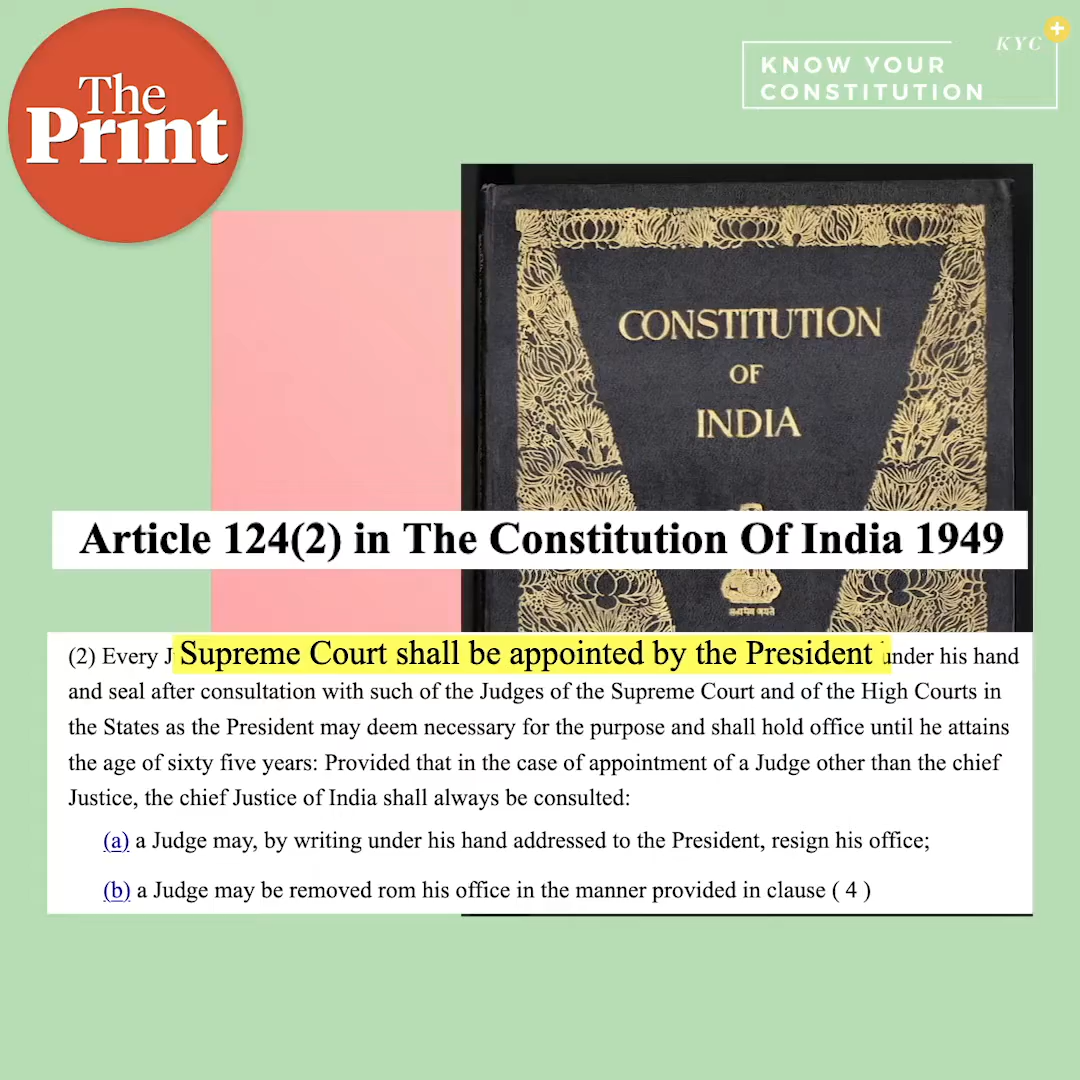 The
Print
KYC
KNOW YOUR
CONSTITUTION
CONSTITUTION
OF
INDIA
Article 124(2) in The Constitution Of India 1949
सत्यमेव जयते
(2) Every J Supreme Court shall be appointed by the President under his hand
and seal after consultation with such of the Judges of the Supreme Court and of the High Courts in
the States as the President may deem necessary for the purpose and shall hold office until he attains
the age of sixty five years: Provided that in the case of appointment of a Judge other than the chief
Justice, the chief Justice of India shall always be consulted:
(a) a Judge may, by writing under his hand addressed to the President, resign his office;
(b) a Judge may be removed rom his office in the manner provided in clause ( 4 )